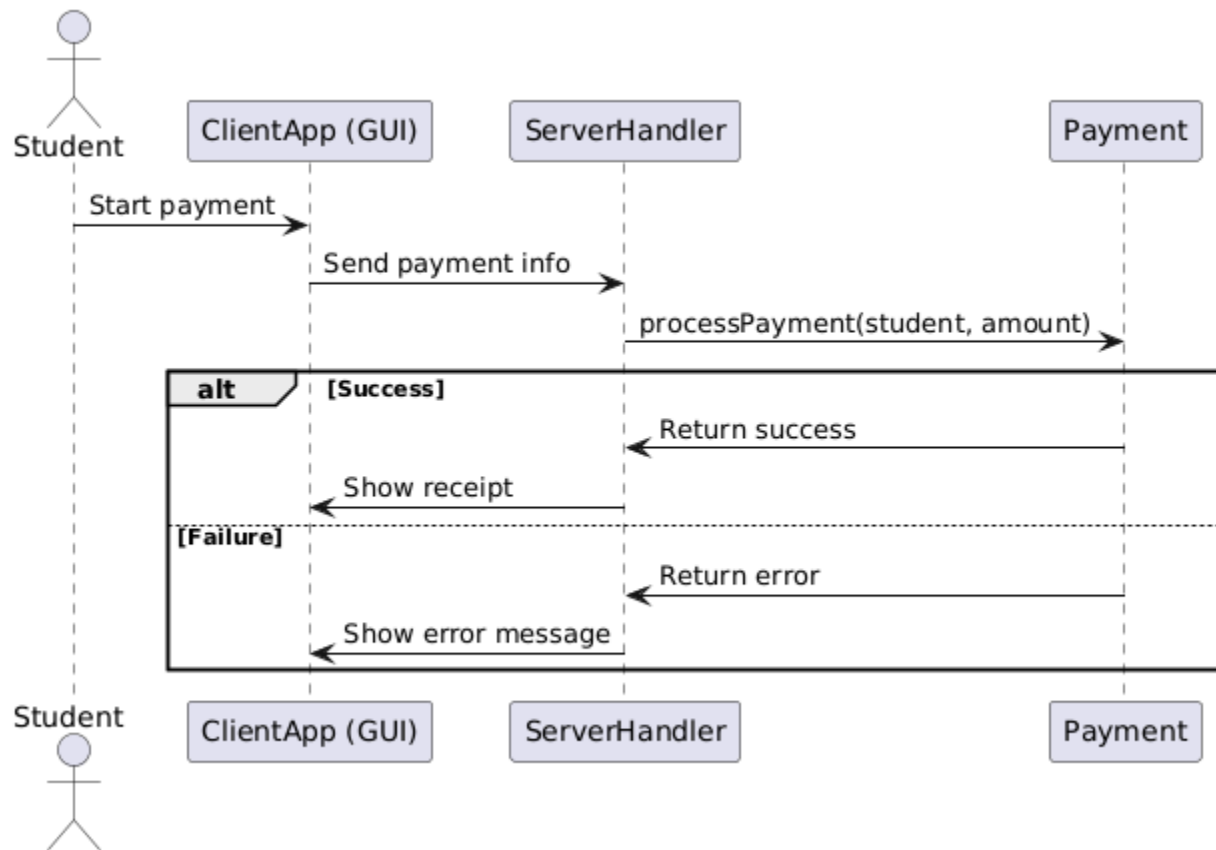 Student
ClientApp (GUI)
ServerHandler
Payment
Start payment
Send payment info
processPayment(student, amount)
alt
[Success]
Return success
Show receipt
[Failure]
Return error
Show error message
Student
ClientApp (GUI)
ServerHandler
Payment